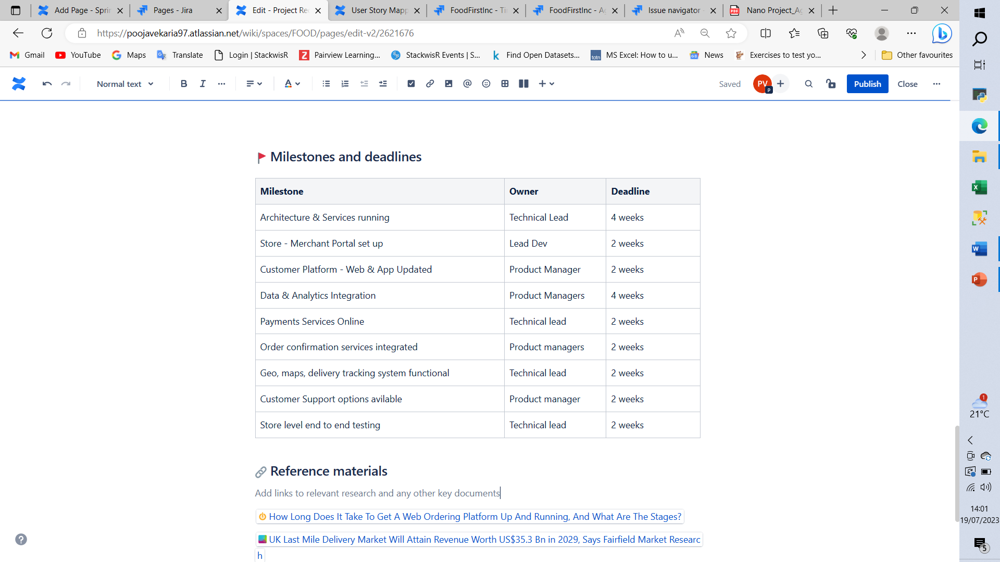 Add Page - Sprin
Pages - Jira
Edit - Project Rec
User Story Mapp
FoodFirstInc - Tin
FoodFirstInc - Ag
Issue navigator -
Nano Project_Ag
https://poojavekaria97.atlassian.net/wiki/spaces/FOOD/pages/edit-v2/2621676
Gmail
YouTube
Maps
Translate
Login | StackwisR
Pairview Learning...
StackwisR Events | S...
Find Open Datasets...
MS Excel: How to u...
News
Exercises to test yo...
Other favourites
Normal text
Saved
PV
P
Publish
Close
Milestones and deadlines
Milestone Owner Deadline
Architecture & Services running Technical Lead 4 weeks
Store - Merchant Portal set up Lead Dev 2 weeks
Customer Platform - Web & App Updated Product Manager 2 weeks
Data & Analytics Integration Product Managers 4 weeks
Payments Services Online Technical lead 2 weeks
Order confirmation services integrated Product managers 2 weeks
Geo, maps, delivery tracking system functional Technical lead 2 weeks
Customer Support options avilable Product manager 2 weeks
Store level end to end testing Technical lead 2 weeks
Reference materials
Add links to relevant research and any other key documents
How Long Does It Take To Get A Web Ordering Platform Up And Running, And What Are The Stages?
UK Last Mile Delivery Market Will Attain Revenue Worth US$35.3 Bn in 2029, Says Fairfield Market Researc
h
1
21°C
14:01
19/07/2023
5